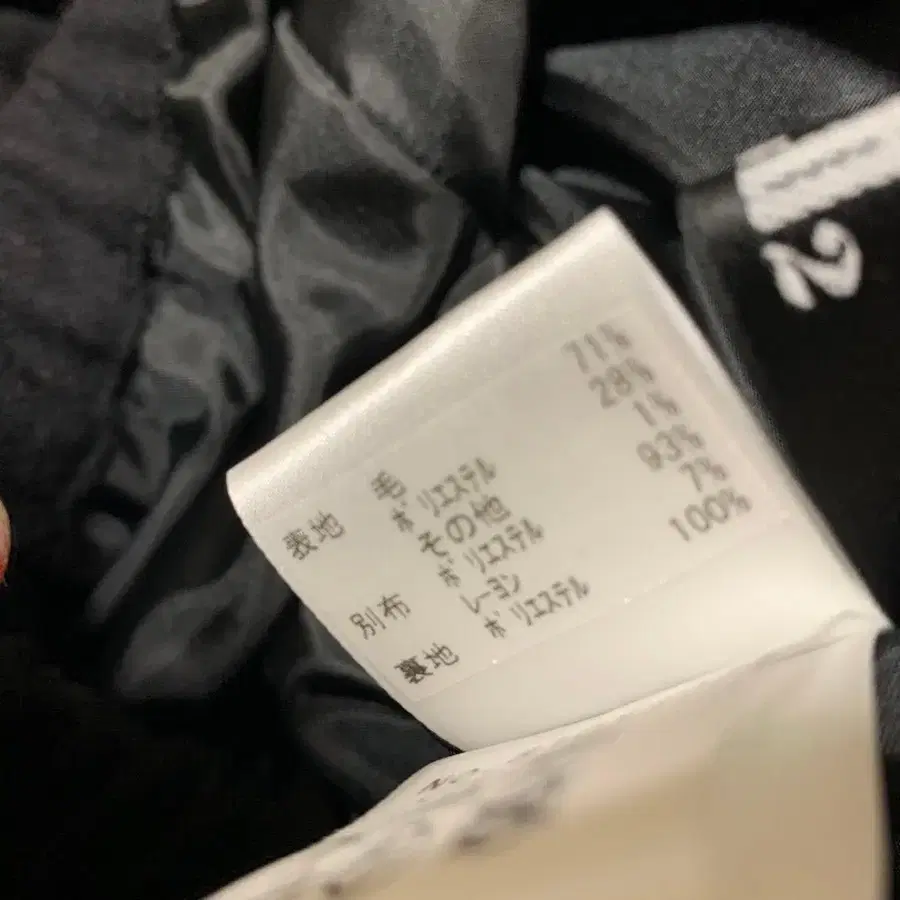 2
表地 毛 71%
ポリエステル 28%
その他 1%
別布 ポリエステル 93%
レーヨン 7%
裏地 ポリエステル 100%